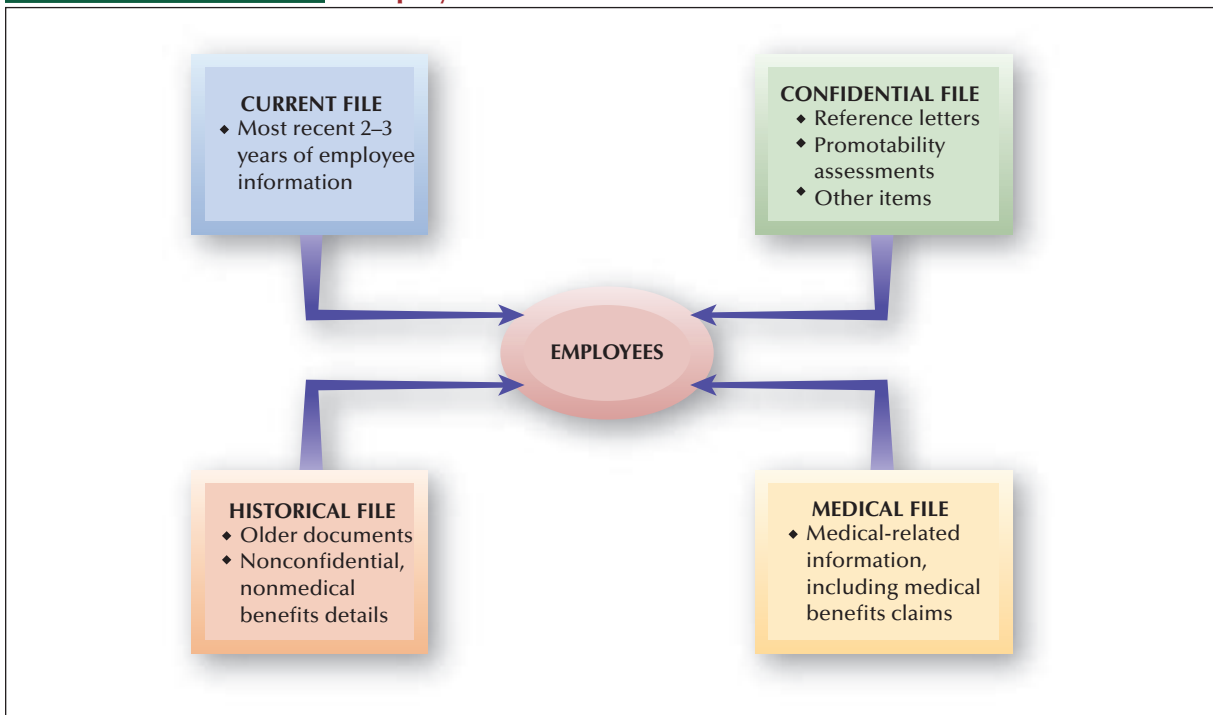 CURRENT FILE
◆ Most recent 2–3
years of employee
information
CONFIDENTIAL FILE
◆ Reference letters
◆ Promotability
assessments
◆ Other items
EMPLOYEES
HISTORICAL FILE
◆ Older documents
◆ Nonconfidential,
nonmedical
benefits details
MEDICAL FILE
◆ Medical-related
information,
including medical
benefits claims